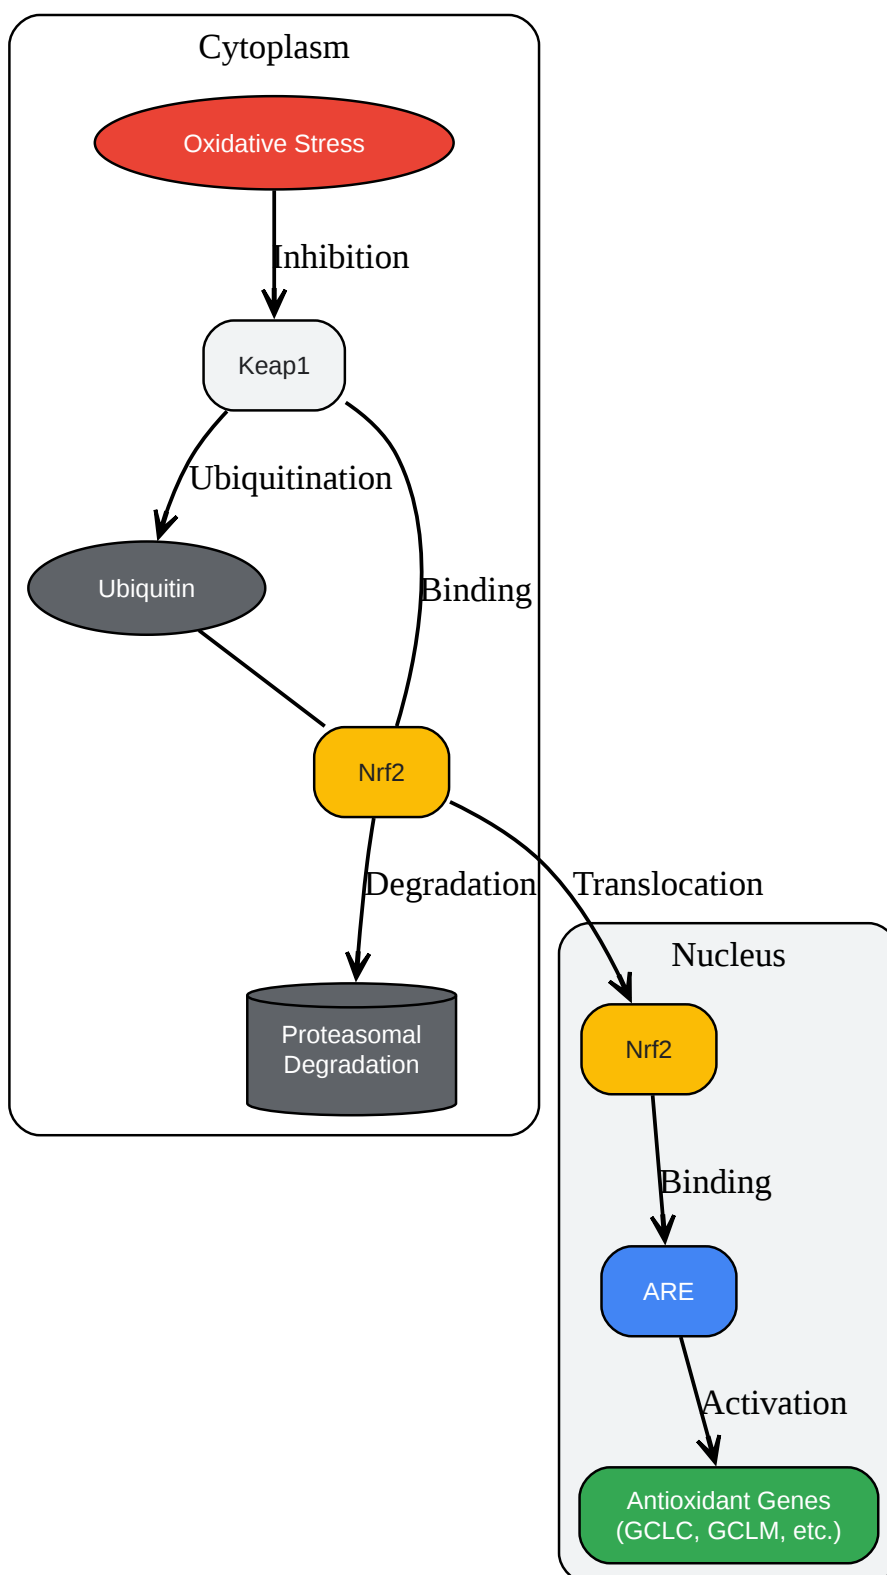 Cytoplasm
Oxidative Stress
Inhibition
Keap1
Ubiquitination
Ubiquitin
Binding
Nrf2
Degradation
Translocation
Proteasomal
Degradation
Nucleus
Nrf2
Binding
ARE
Activation
Antioxidant Genes
(GCLC, GCLM, etc.)